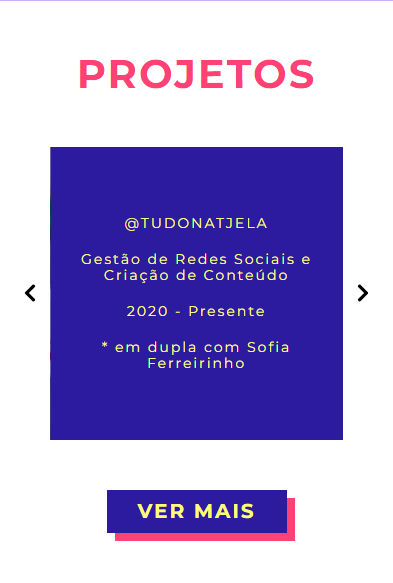 PROJETOS
@TUDONATJELA
Gestão de Redes Sociais e
Criação de Conteúdo
2020 - Presente
* em dupla com Sofia
Ferreirinho
VER MAIS